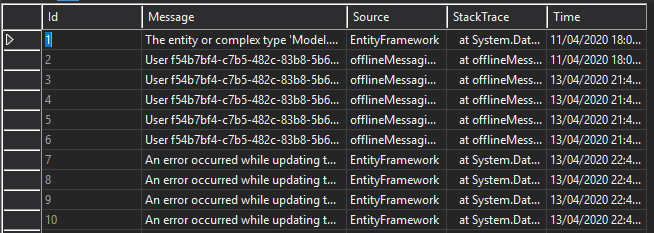 Id Message Source StackTrace Time
1 The entity or complex type 'Model.... EntityFramework at System.Dat... 11/04/2020 18:0...
2 User f54b7bf4-c7b5-482c-83b8-5b6... offlineMessagi... at offlineMess... 11/04/2020 18:0...
3 User f54b7bf4-c7b5-482c-83b8-5b6... offlineMessagi... at offlineMess... 13/04/2020 21:4...
4 User f54b7bf4-c7b5-482c-83b8-5b6... offlineMessagi... at offlineMess... 13/04/2020 21:4...
5 User f54b7bf4-c7b5-482c-83b8-5b6... offlineMessagi... at offlineMess... 13/04/2020 21:4...
6 User f54b7bf4-c7b5-482c-83b8-5b6... offlineMessagi... at offlineMess... 13/04/2020 21:4...
7 An error occurred while updating t... EntityFramework at System.Dat... 13/04/2020 22:4...
8 An error occurred while updating t... EntityFramework at System.Dat... 13/04/2020 22:4...
9 An error occurred while updating t... EntityFramework at System.Dat... 13/04/2020 22:4...
10 An error occurred while updating t... EntityFramework at System.Dat... 13/04/2020 22:4...